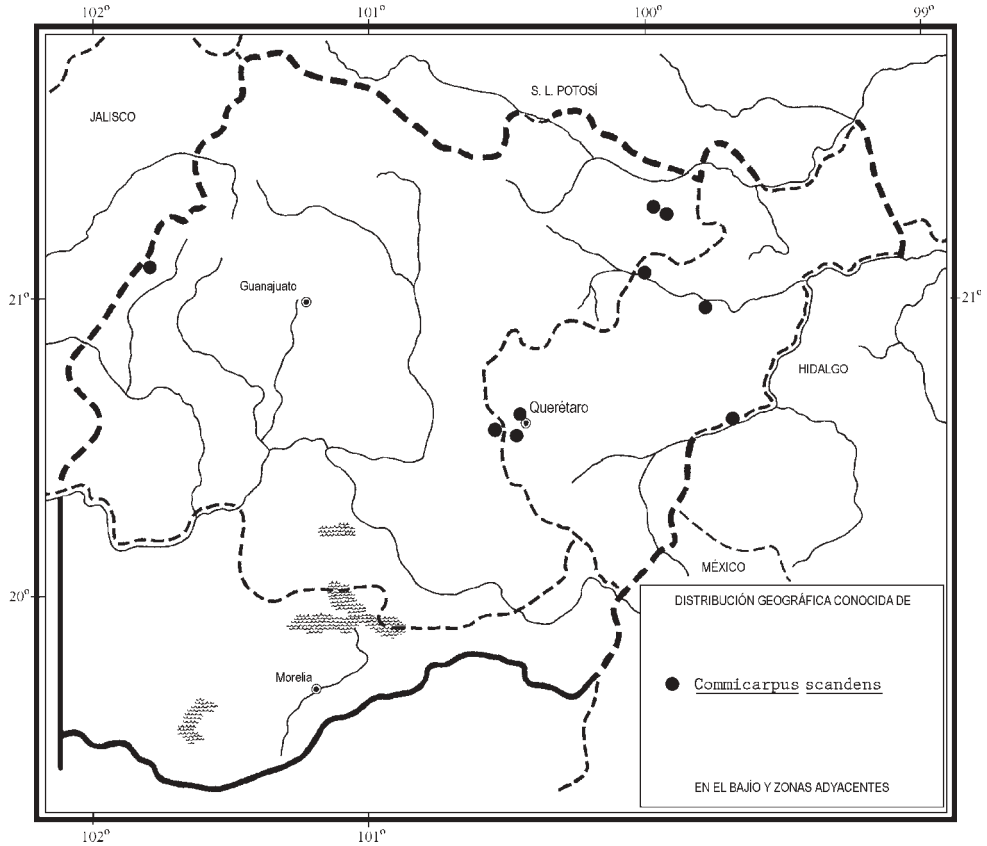 102° 101° 100° 99°
S. L. POTOSÍ
JALISCO
Guanajuato
21° 21°
HIDALGO
Querétaro
MÉXICO
20°
DISTRIBUCIÓN GEOGRÁFICA CONOCIDA DE
Morelia
Commicarpus scandens
EN EL BAJÍO Y ZONAS ADYACENTES
102° 101°